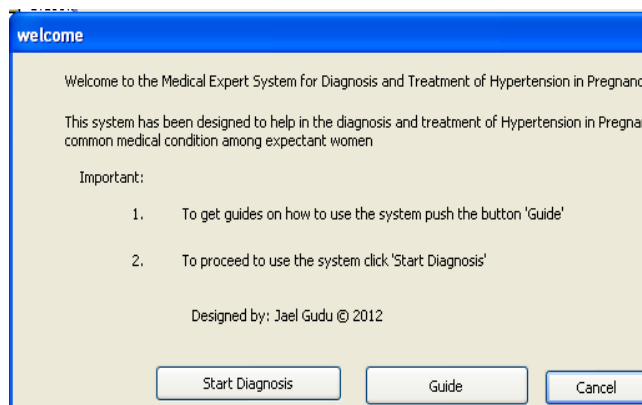 welcome
Welcome to the Medical Expert System for Diagnosis and Treatment of Hypertension in Pregnanc
This system has been designed to help in the diagnosis and treatment of Hypertension in Pregna
common medical condition among expectant women
Important:
1. To get guides on how to use the system push the button 'Guide'
2. To proceed to use the system click 'Start Diagnosis'
Designed by: Jael Gudu © 2012
Start Diagnosis Guide Cancel